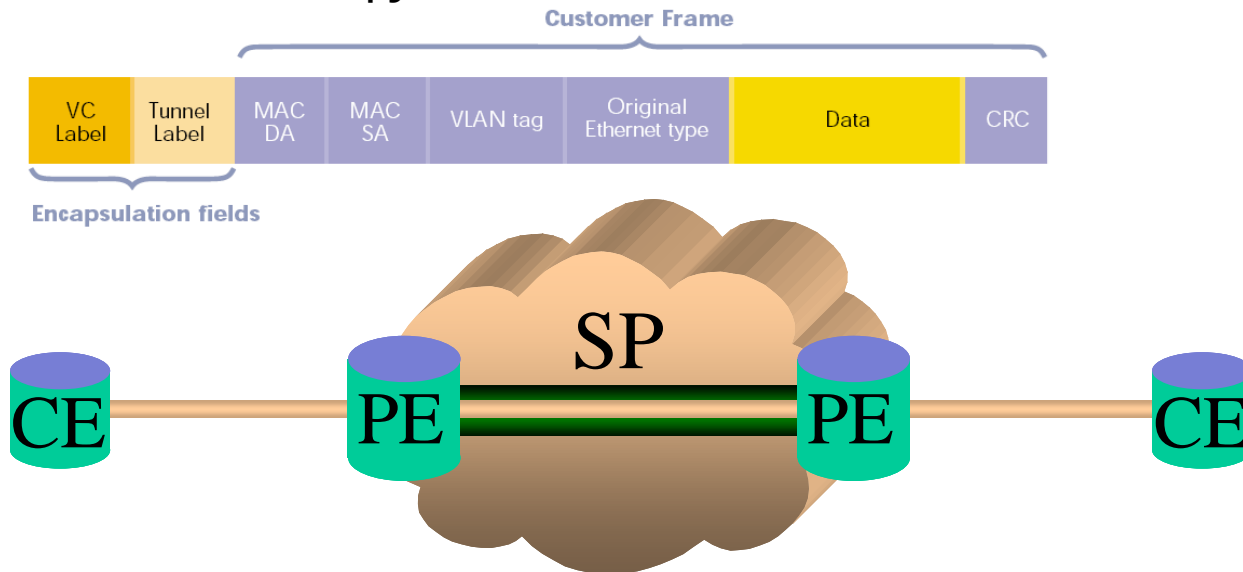 Customer Frame
VC
Label
Tunnel
Label
MAC
DA
MAC
SA
VLAN tag
Original
Ethernet type
Data
CRC
Encapsulation fields
SP
CE
PE
PE
CE